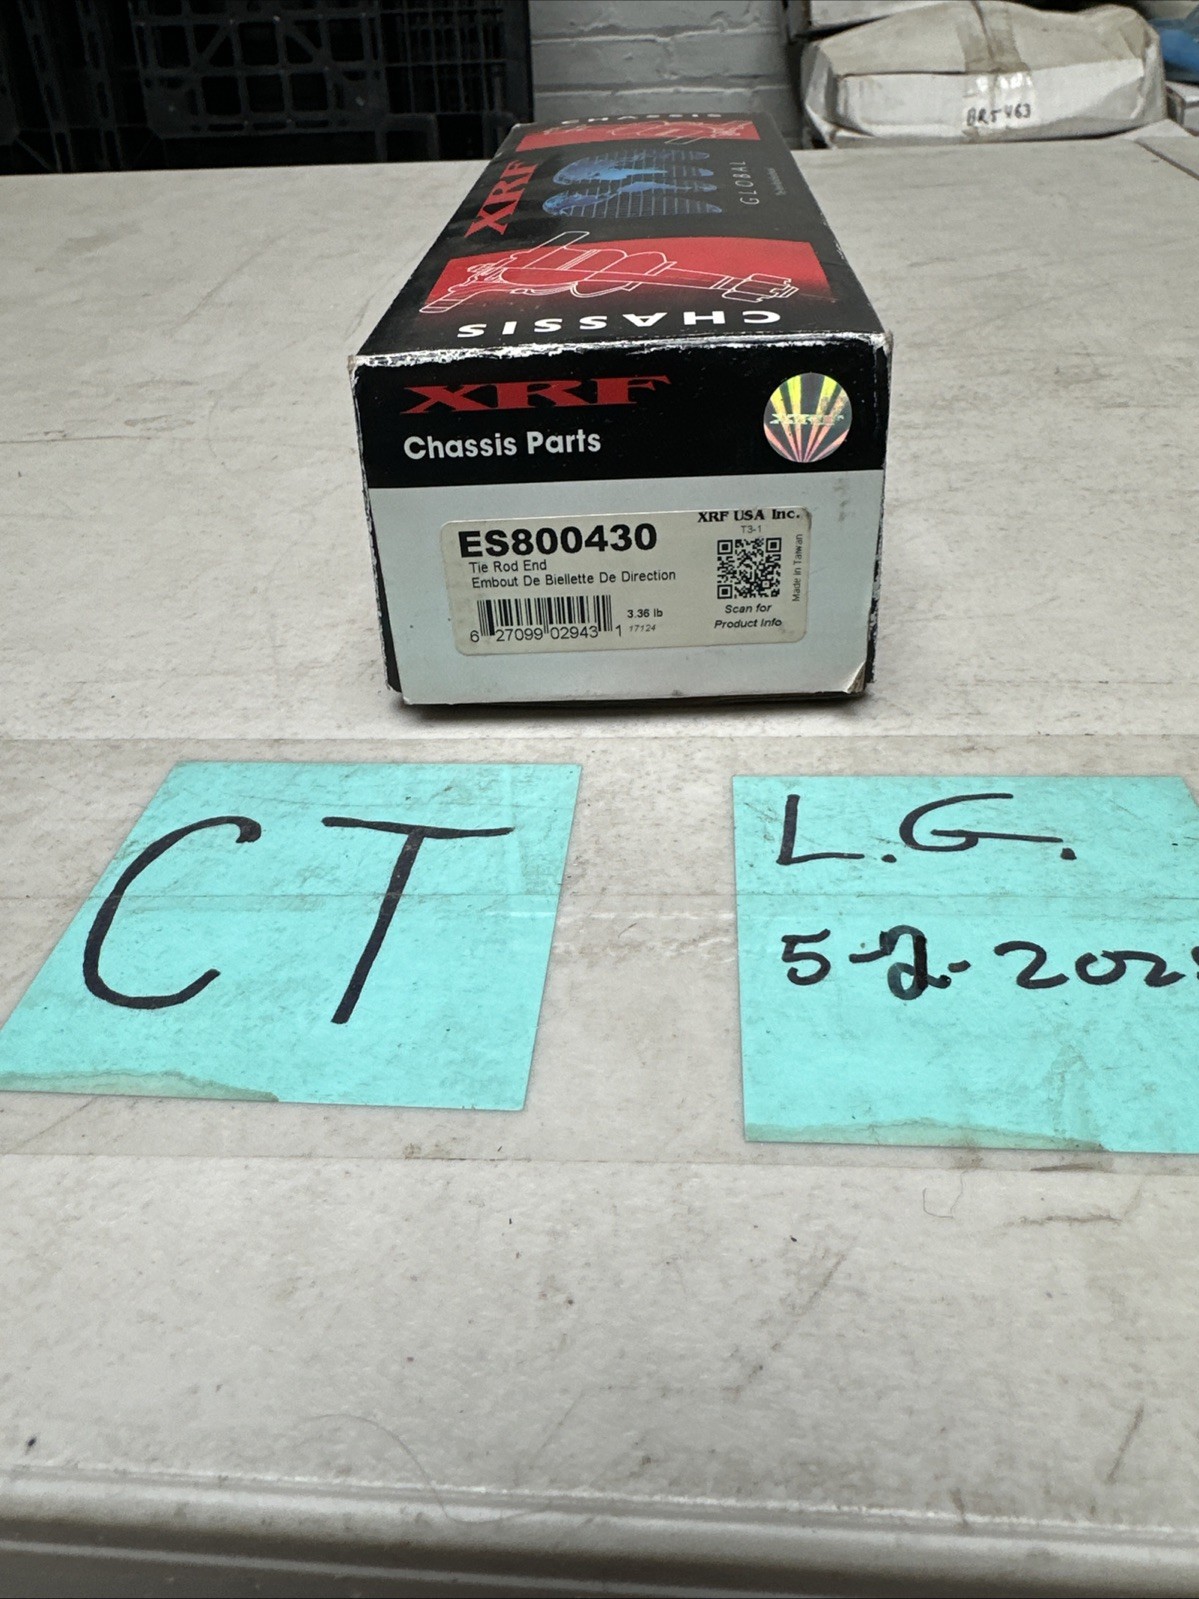 BR5463
CHASSIS
XRF
GLOBAL
CHASSIS
XRF
Chassis Parts
XRF
ES800430
XRF USA Inc.
T3-1
Tie Rod End
Embout De Biellette De Direction
Made in Taiwan
3.36 lb
17124
6 27099 02943 1
Scan for
Product Info
CT
L.G.
5-2-202